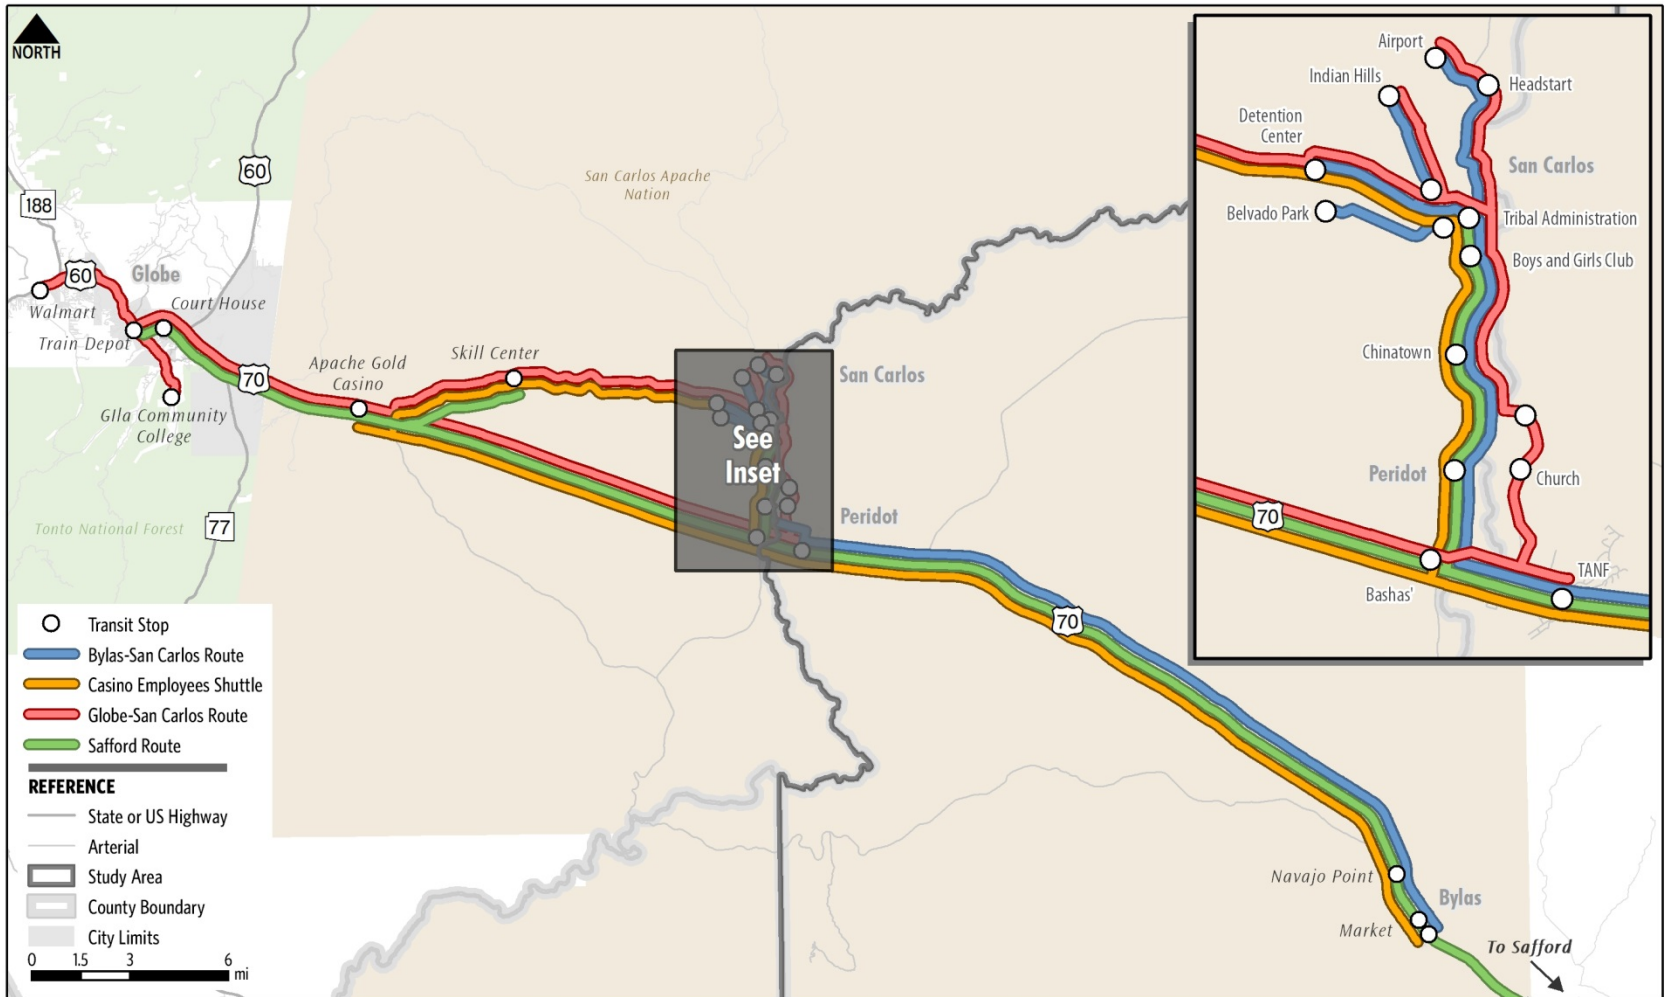 NORTH
188
60
60
Globe
Walmart
Train Depot
Court House
GIla Community
College
70
Apache Gold
Casino
Skill Center
San Carlos Apache
Nation
Tonto National Forest
77
See
Inset
San Carlos
Peridot
70
Navajo Point
Bylas
Market
To Safford
Airport
Indian Hills
Headstart
Detention
Center
San Carlos
Belvado Park
Tribal Administration
Boys and Girls Club
Chinatown
Peridot
Church
70
TANF
Bashas'
Transit Stop
Bylas-San Carlos Route
Casino Employees Shuttle
Globe-San Carlos Route
Safford Route
REFERENCE
State or US Highway
Arterial
Study Area
County Boundary
City Limits
0 1.5 3 6
mi